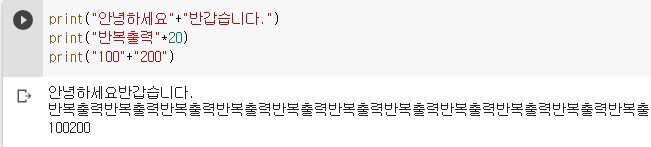 print("안녕하세요"+"반갑습니다.")
print("반복출력"*20)
print("100"+"200")
안녕하세요반갑습니다.
반복출력반복출력반복출력반복출력반복출력반복출력반복출력반복출력반복출력반복출력반복출
100200